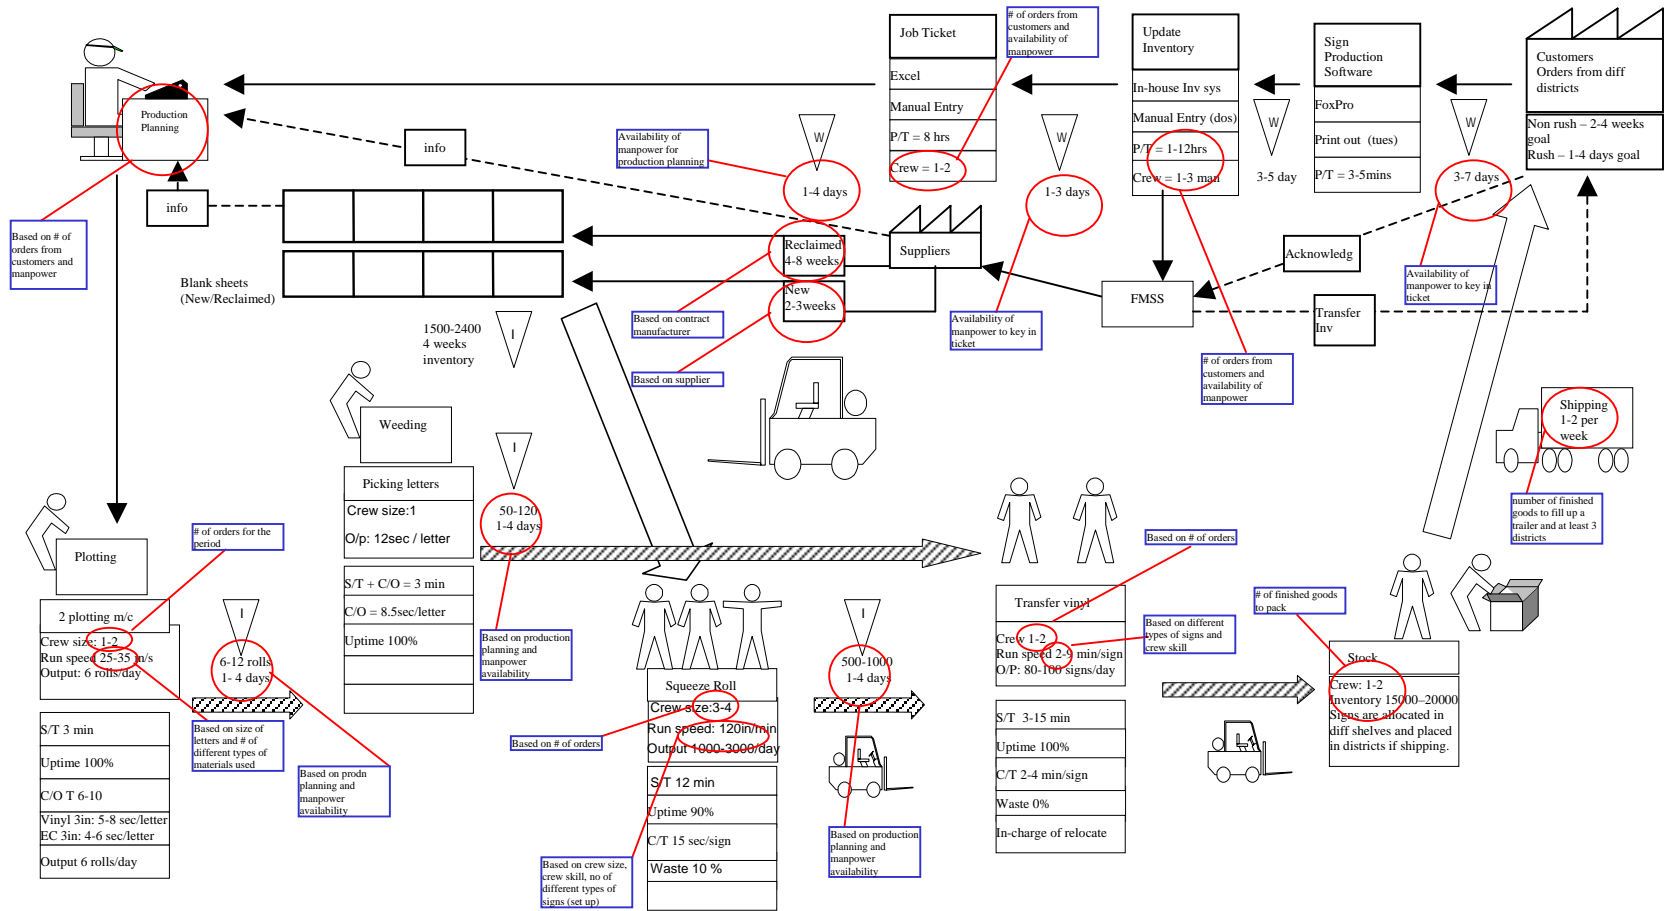 # of orders from
customers and
availability of
manpower
Job Ticket
Excel
Manual Entry
P/T = 8 hrs
Crew = 1-2
Update
Inventory
In-house Inv sys
Manual Entry (dos)
P/T = 1-12hrs
Crew = 1-3 man
Sign
Production
Software
FoxPro
Print out (tues)
P/T = 3-5mins
Customers
Orders from diff
districts
Non rush – 2-4 weeks
goal
Rush – 1-4 days goal
Production
Planning
info
info
Availability of
manpower for
production planning
W
1-4 days
W
1-3 days
W
3-5 day
W
3-7 days
Based on # of
orders from
customers and
manpower
Blank sheets
(New/Reclaimed)
Reclaimed
4-8 weeks
New
2-3weeks
Suppliers
FMSS
Acknowledg
Transfer
Inv
Availability of
manpower to key in
ticket
Based on contract
manufacturer
Availability of
manpower to key in
ticket
Based on supplier
# of orders from
customers and
availability of
manpower
1500-2400
4 weeks
inventory
I
Weeding
Picking letters
Crew size:1
O/p: 12sec / letter
S/T + C/O = 3 min
C/O = 8.5sec/letter
Uptime 100%
I
50-120
1-4 days
Shipping
1-2 per
week
number of finished
goods to fill up a
trailer and at least 3
districts
# of orders for the
period
Plotting
2 plotting m/c
Crew size: 1-2
Run speed 25-35 in/s
Output: 6 rolls/day
S/T 3 min
Uptime 100%
C/O T 6-10
Vinyl 3in: 5-8 sec/letter
EC 3in: 4-6 sec/letter
Output 6 rolls/day
I
6-12 rolls
1- 4 days
Based on size of
letters and # of
different types of
materials used
Based on prodn
planning and
manpower
availability
Based on production
planning and
manpower
availability
Based on # of orders
Squeeze Roll
Crew size:3-4
Run speed: 120in/min
Output 1000-3000/day
S/T 12 min
Uptime 90%
C/T 15 sec/sign
Waste 10 %
Based on crew size,
crew skill, no of
different types of
signs (set up)
I
500-1000
1-4 days
Based on production
planning and
manpower
availability
Based on # of orders
Transfer vinyl
Crew 1-2
Run speed 2-9 min/sign
O/P: 80-100 signs/day
S/T 3-15 min
Uptime 100%
C/T 2-4 min/sign
Waste 0%
In-charge of relocate
Based on different
types of signs and
crew skill
# of finished goods
to pack
Stock
Crew: 1-2
Inventory 15000–20000
Signs are allocated in
diff shelves and placed
in districts if shipping.